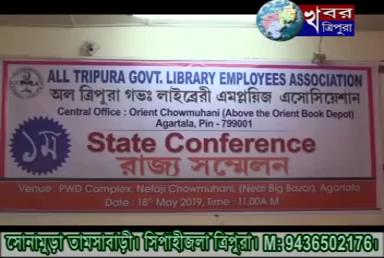 খবর
ত্রিপুরা
ALL TRIPURA GOVT. LIBRARY EMPLOYEES ASSOCIATION
অল ত্রিপুরা গভঃ লাইব্রেরী এমপ্লয়িজ এসোসিয়েশান
Central Office : Orient Chowmuhani (Above the Orient Book Depot)
Agartala, Pin - 799001
১ম
State Conference
রাজ্য সম্মেলন
Venue : PWD Complex, Netaji Chowmuhani, (Near Big Bazar), Agartala
Date : 18th May 2019, Time : 11.00A.M
সোনামুড়া তামসাবাড়ী। সিপাহীজলা ত্রিপুরা। M: 9436502176।